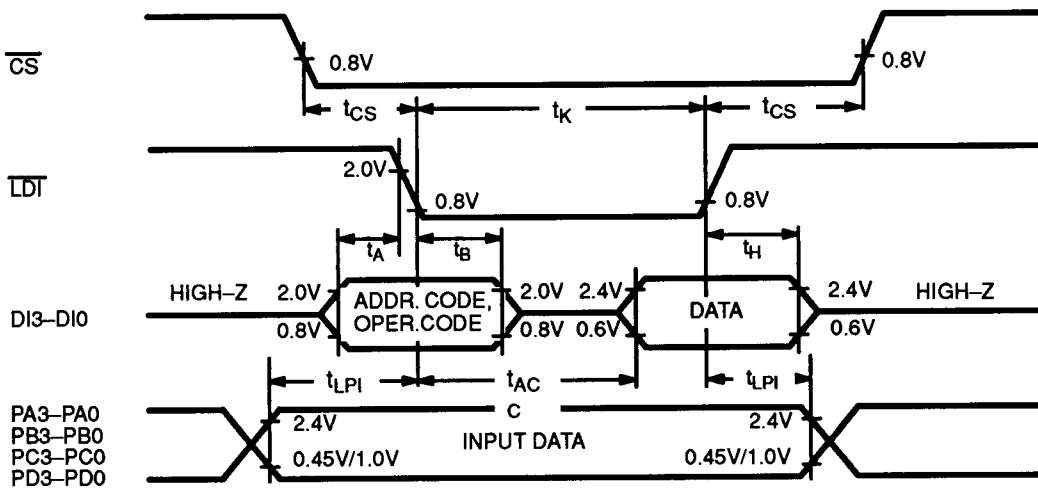 CS
0.8V
0.8V
tCS
tK
tCS
LDI
2.0V
0.8V
0.8V
tA
tB
tH
DI3–DI0
HIGH–Z
2.0V
0.8V
ADDR. CODE,
OPER.CODE
2.0V
0.8V
2.4V
0.6V
DATA
2.4V
0.6V
HIGH–Z
tLPI
tAC
tLPI
PA3–PA0
PB3–PB0
PC3–PC0
PD3–PD0
2.4V
0.45V/1.0V
C
INPUT DATA
2.4V
0.45V/1.0V